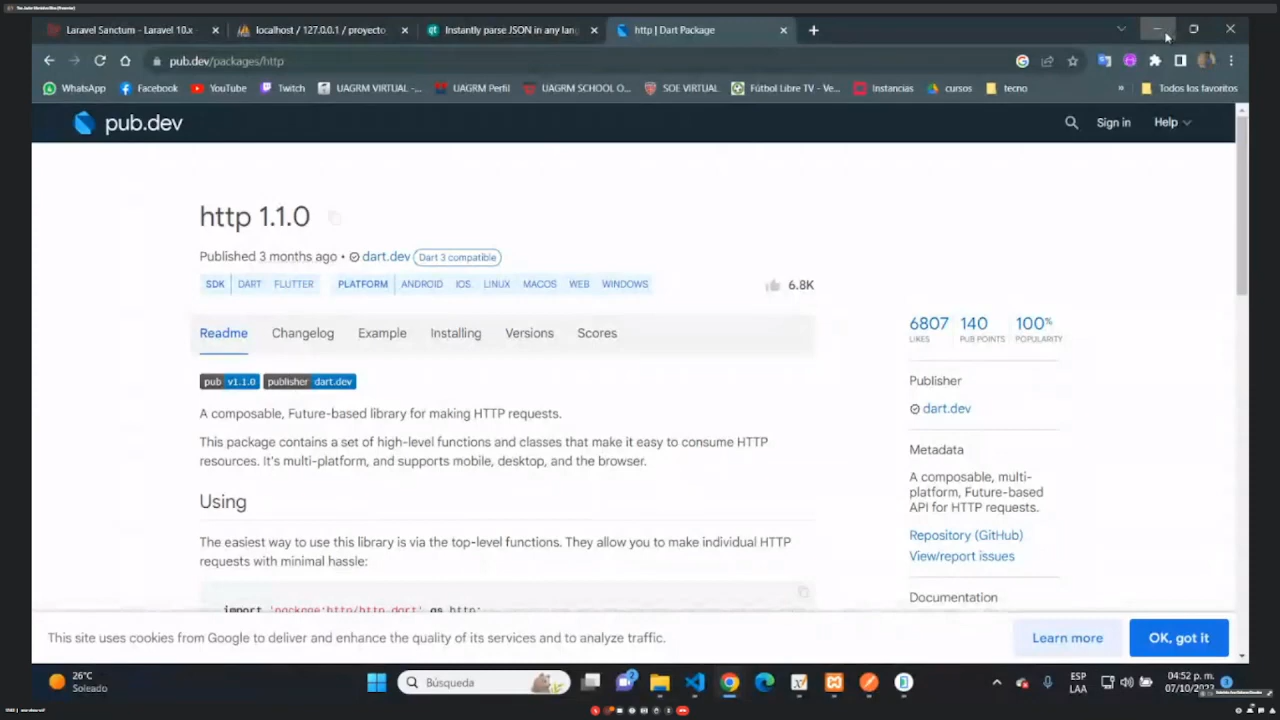 Laravel Sanctum - Laravel 10.x
localhost / 127.0.0.1 / proyecto
Instantly parse JSON in any lang
http | Dart Package
pub.dev/packages/http
WhatsApp
Facebook
YouTube
Twitch
UAGRM VIRTUAL -...
UAGRM Perfil
UAGRM SCHOOL O...
SOE VIRTUAL
Fútbol Libre TV - Ve...
Instancias
cursos
tecno
»
Todos los favoritos
pub.dev
Sign in
Help
http 1.1.0
Published 3 months ago • dart.dev Dart 3 compatible
SDK DART FLUTTER PLATFORM ANDROID IOS LINUX MACOS WEB WINDOWS
6.8K
Readme Changelog Example Installing Versions Scores
pub v1.1.0 publisher dart.dev
A composable, Future-based library for making HTTP requests.
This package contains a set of high-level functions and classes that make it easy to consume HTTP
resources. It's multi-platform, and supports mobile, desktop, and the browser.
Using
The easiest way to use this library is via the top-level functions. They allow you to make individual HTTP
requests with minimal hassle:
import 'package:http/http.dart' as http;
6807 140 100%
LIKES PUB POINTS POPULARITY
Publisher
dart.dev
Metadata
A composable, multi-
platform, Future-based
API for HTTP requests.
Repository (GitHub)
View/report issues
Documentation
This site uses cookies from Google to deliver and enhance the quality of its services and to analyze traffic.
Learn more
OK, got it
26°C
Soleado
Búsqueda
ESP
LAA
04:52 p. m.
07/10/202